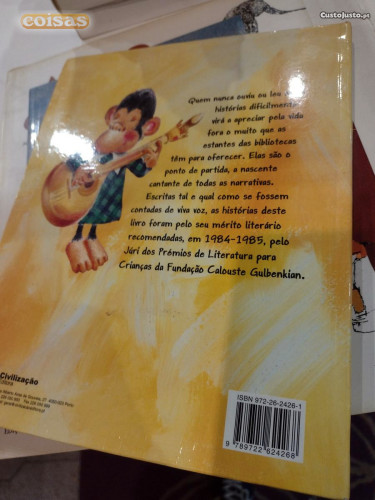 coisas
CustoJusto.pt
Quem nunca ouviu ou leu
histórias dificilmente
virá a apreciar pela vida
fora o muito que as
estantes das bibliotecas
têm para oferecer. Elas são o
ponto de partida, a nascente
cantante de todas as narrativas.
Escritas tal e qual como se fossem
contadas de viva voz, as histórias deste
livro foram pelo seu mérito literário
recomendadas, em 1984-1985, pelo
Júri dos Prémios de Literatura para
Crianças da Fundação Calouste Gulbenkian.
Civilização
ISBN 972-26-2426-1
9 789722 624268